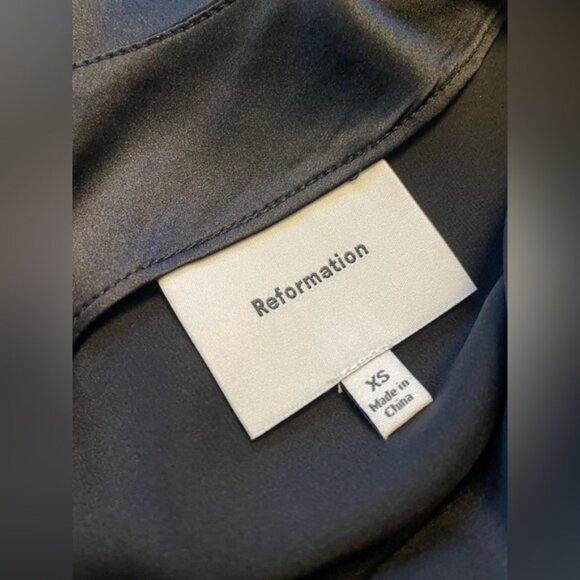 Reformation
XS
Made in
China